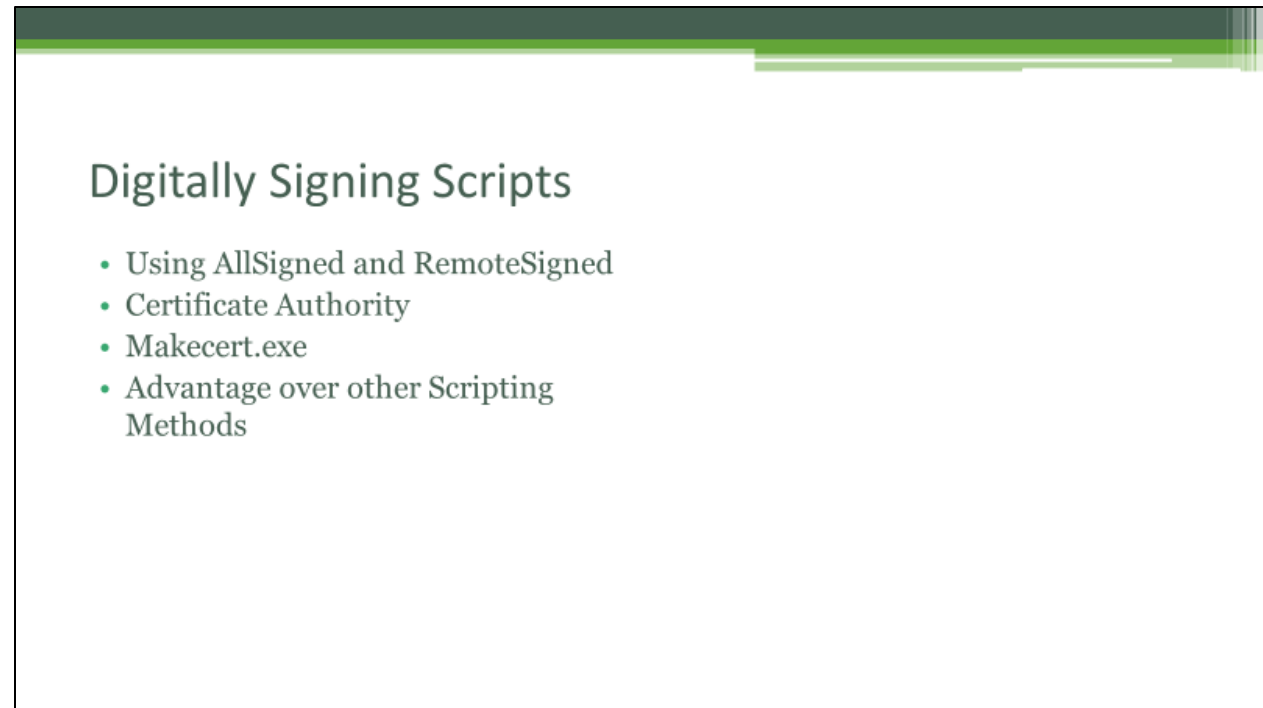 Digitally Signing Scripts
• Using AllSigned and RemoteSigned
• Certificate Authority
• Makecert.exe
• Advantage over other Scripting
Methods